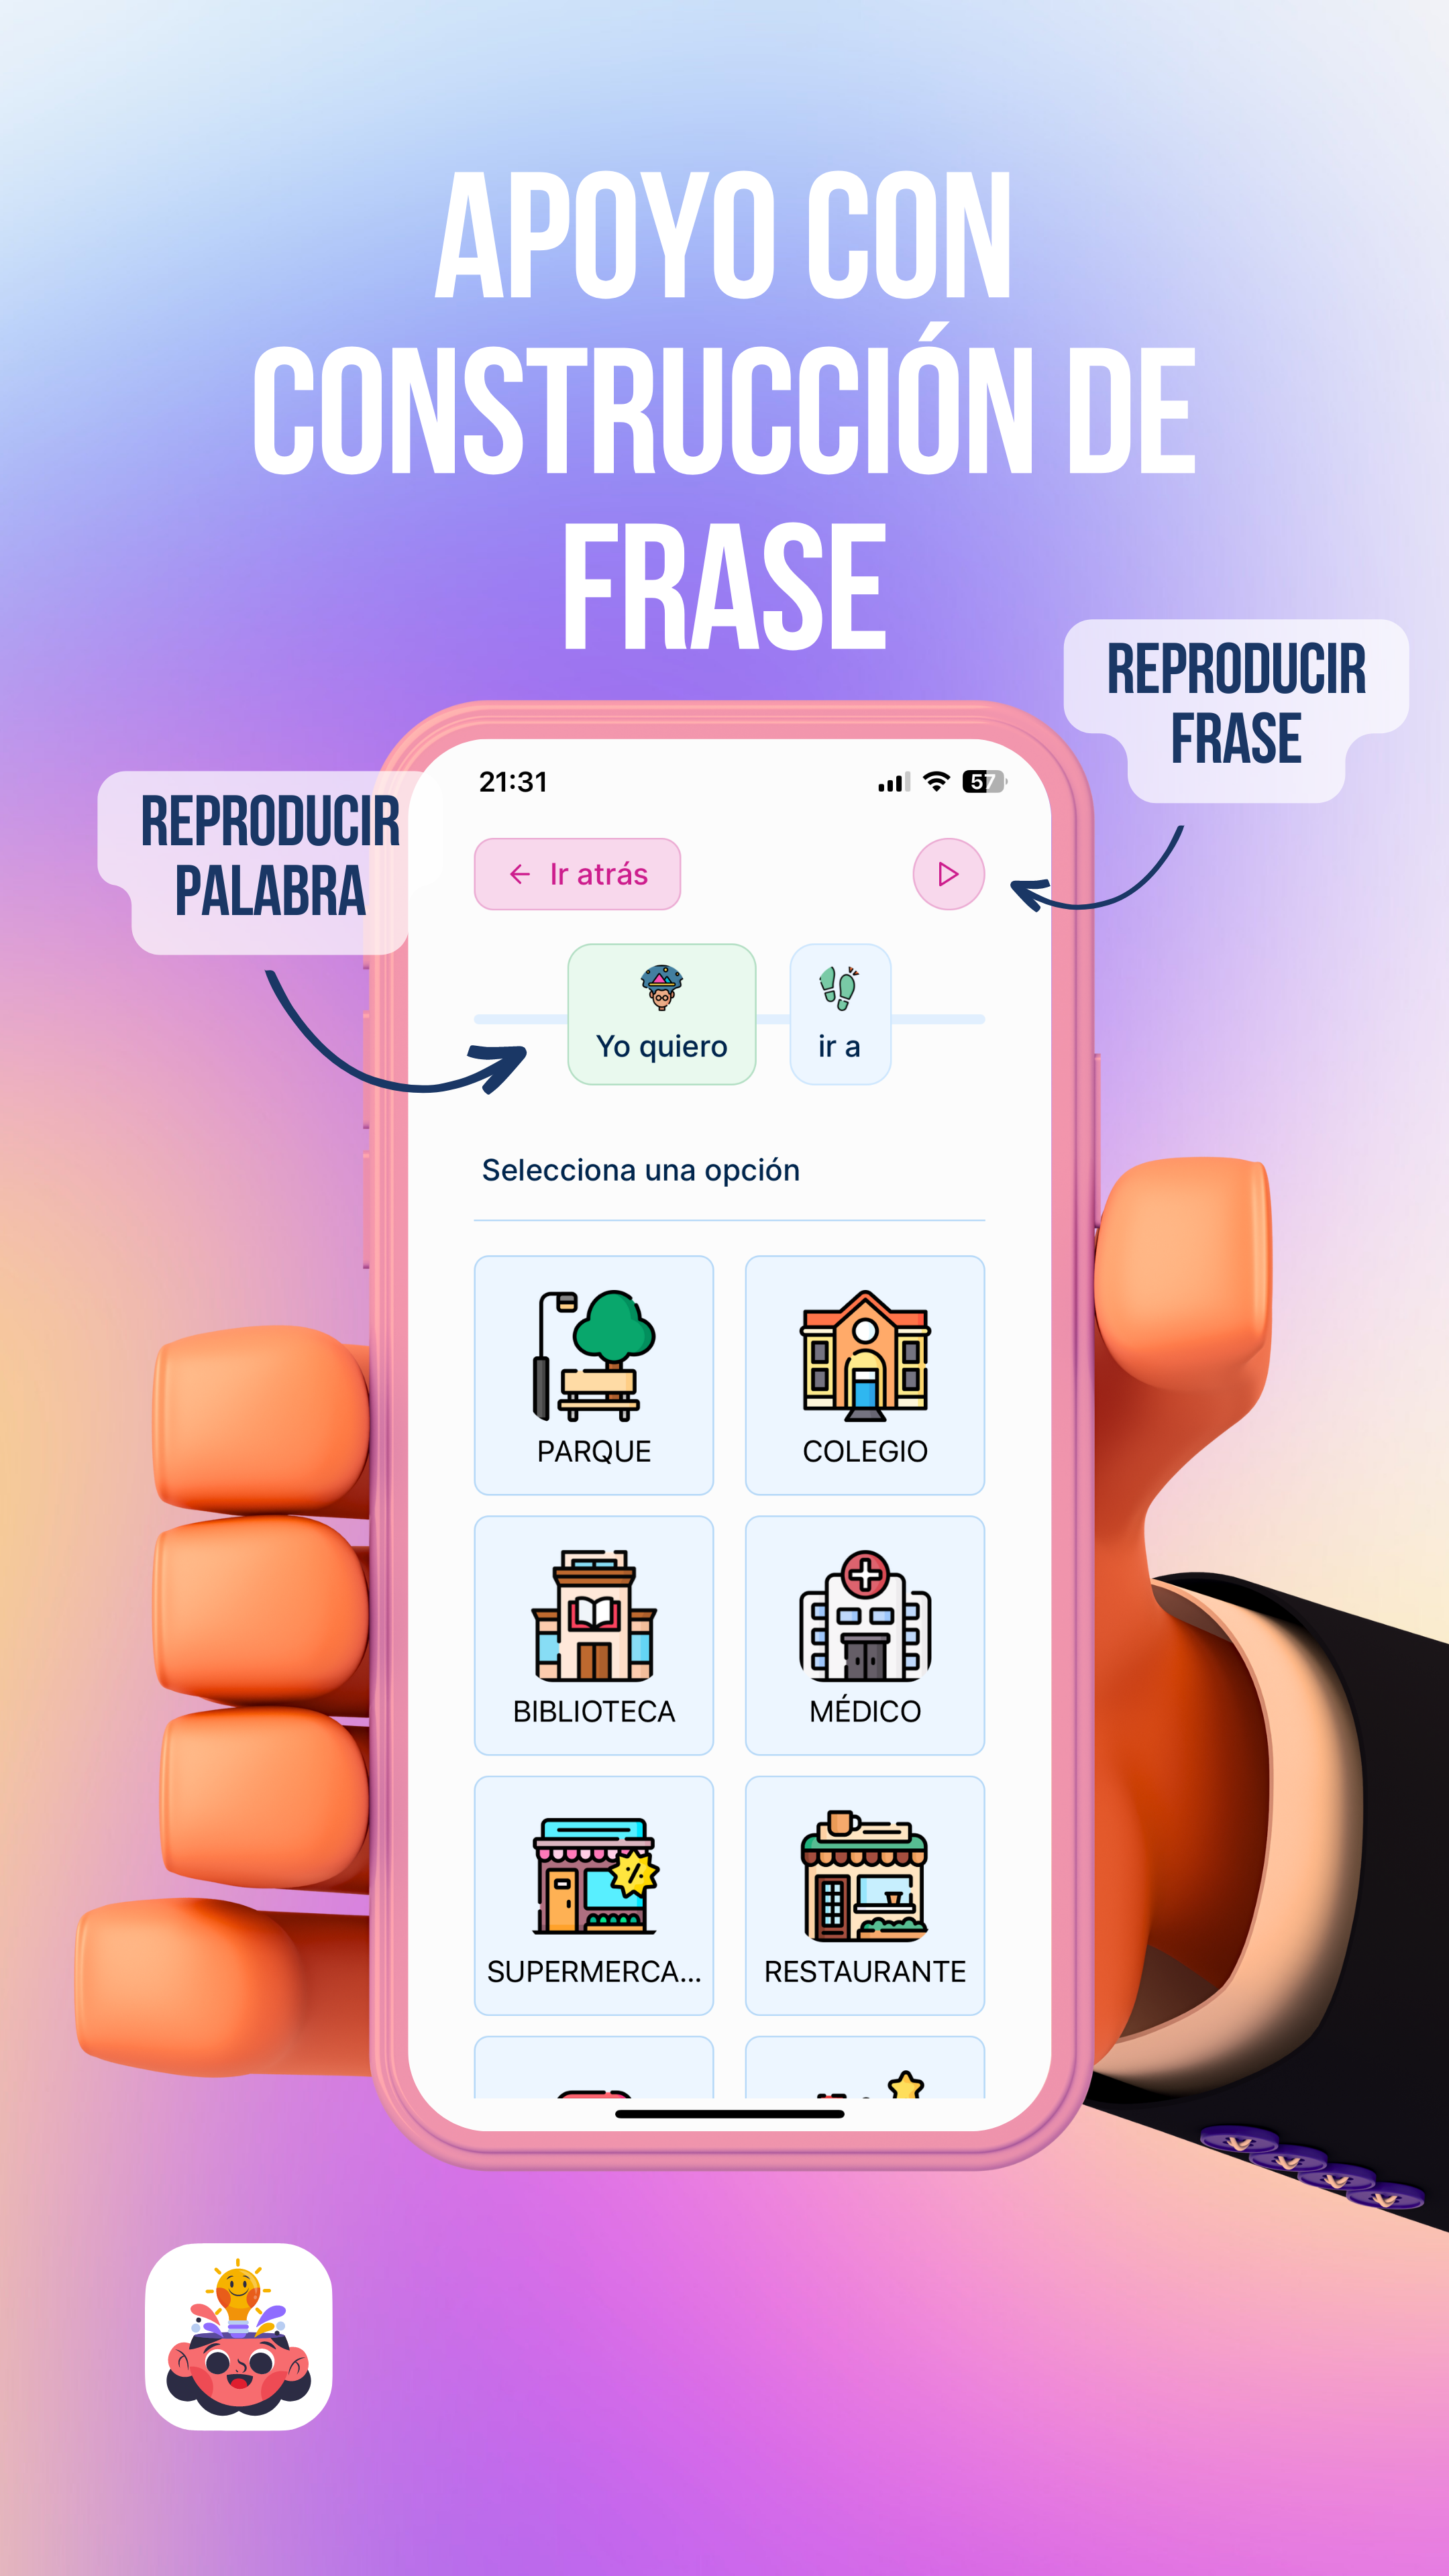 APOYO CON
CONSTRUCCIÓN DE
FRASE
REPRODUCIR
FRASE
REPRODUCIR
PALABRA
21:31
57
Ir atrás
Yo quiero
ir a
Selecciona una opción
PARQUE
COLEGIO
BIBLIOTECA
MÉDICO
SUPERMERCA...
RESTAURANTE